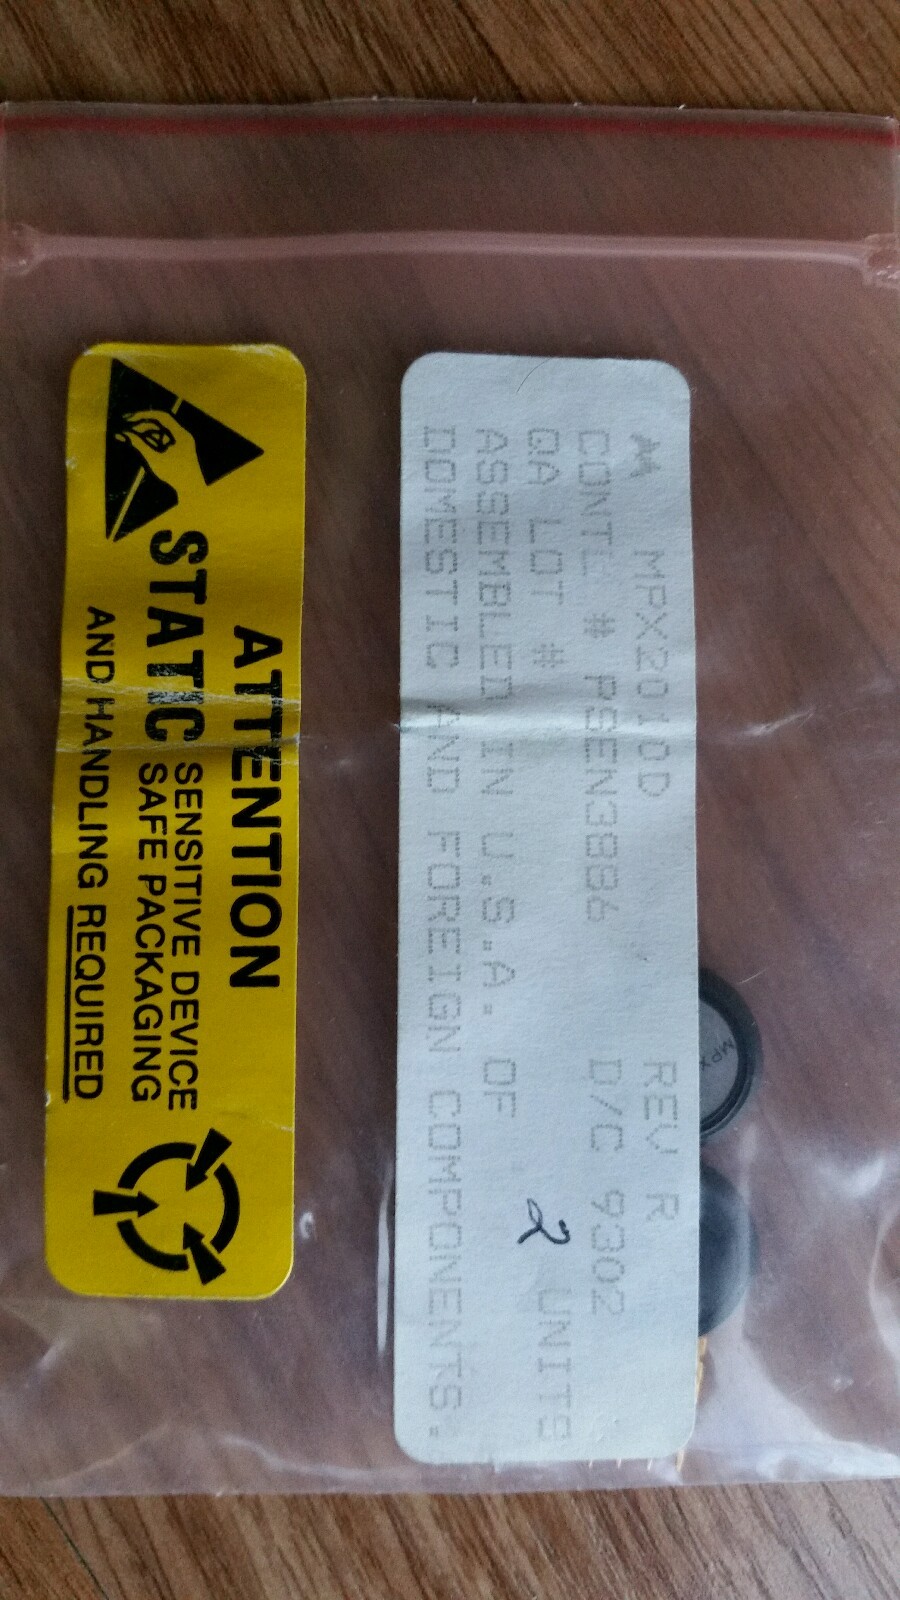 ATTENTION
STATIC SENSITIVE DEVICE
SAFE PACKAGING
AND HANDLING REQUIRED
MPX2010D REV R
CONTL # PSEN3886 D/C 9302
QA LOT # 2 UNITS
ASSEMBLED IN U.S.A. OF
DOMESTIC AND FOREIGN COMPONENTS.
MPX